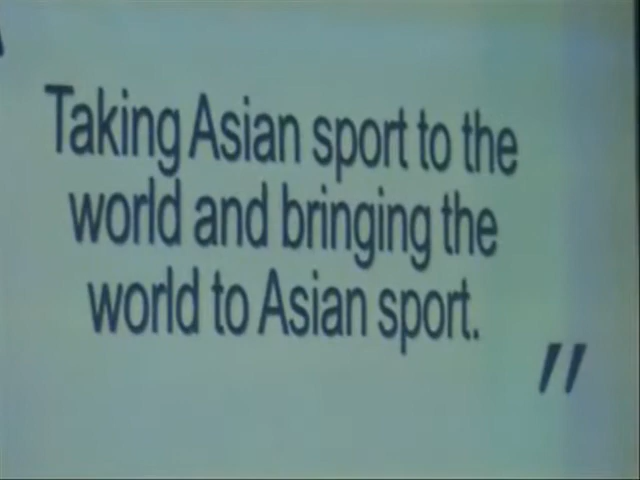 Taking Asian sport to the
world and bringing the
world to Asian sport.
"